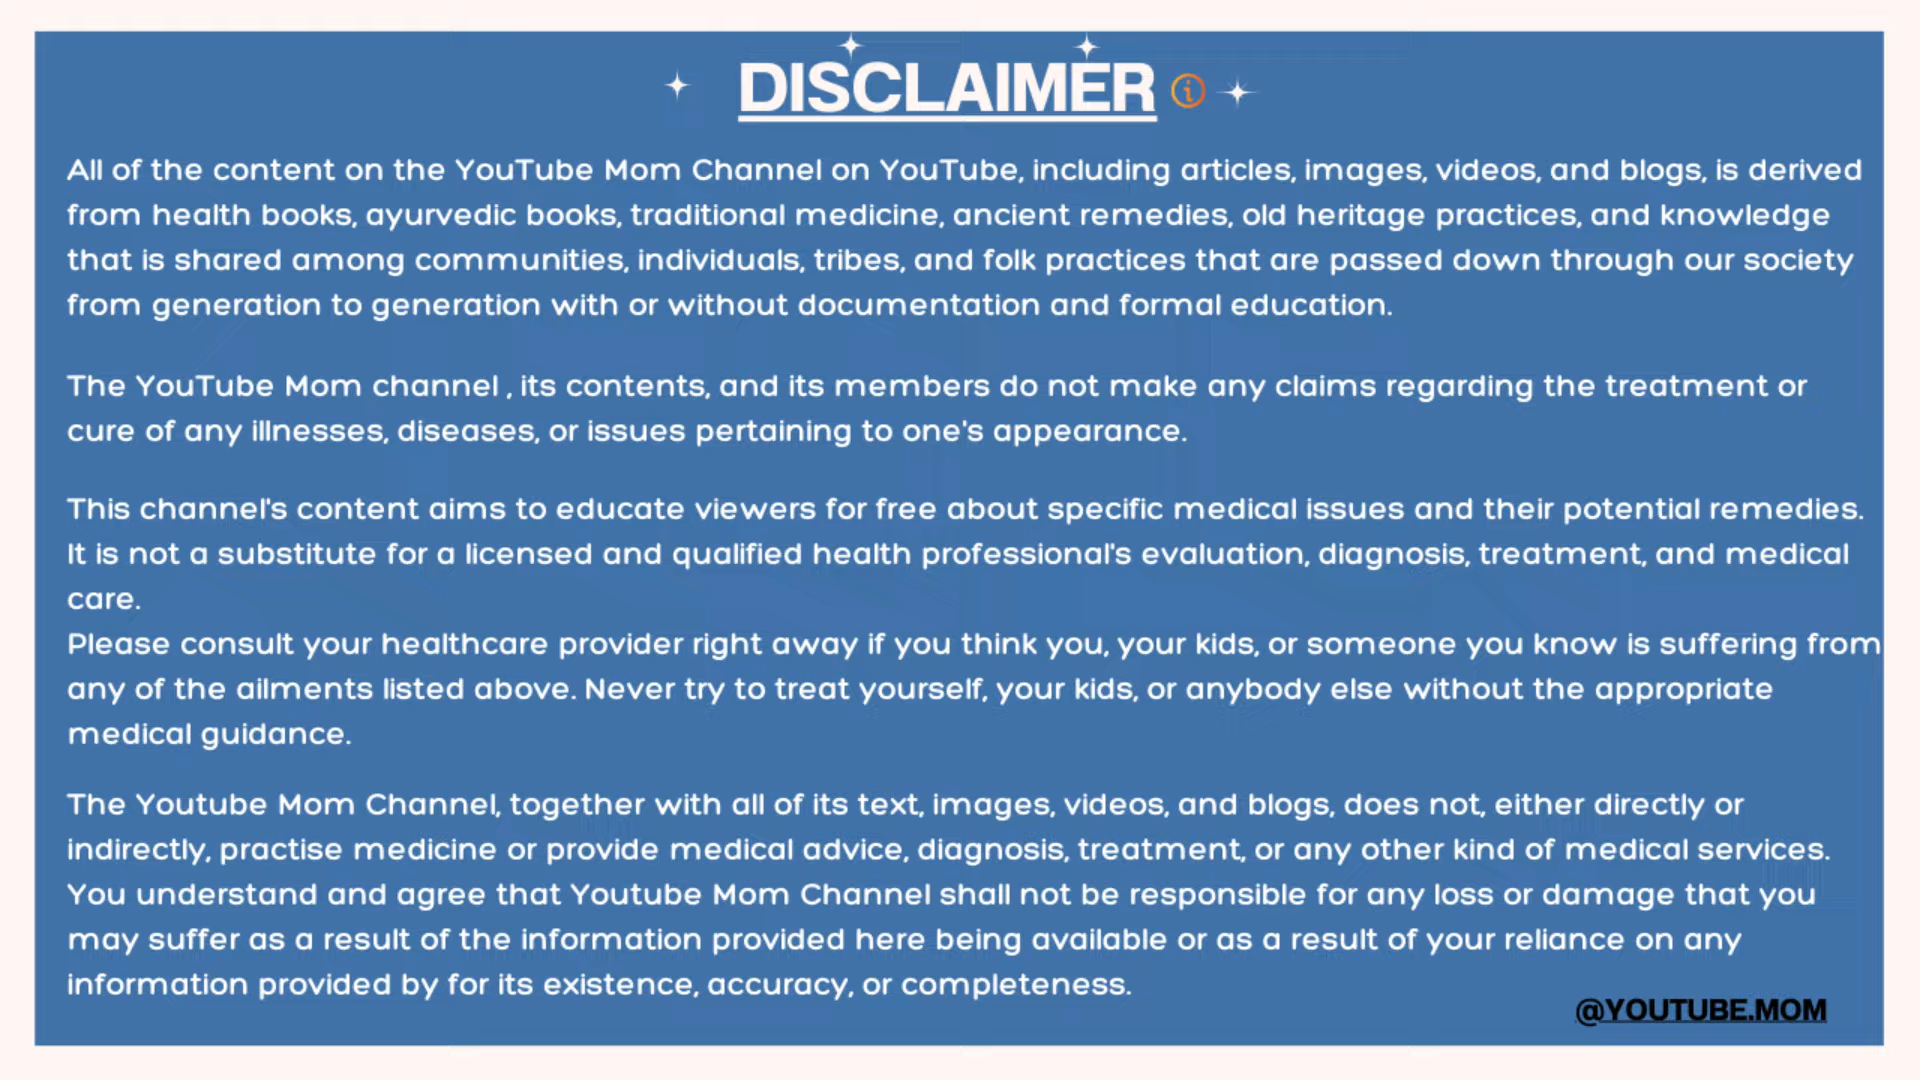 DISCLAIMER
All of the content on the YouTube Mom Channel on YouTube, including articles, images, videos, and blogs, is derived
from health books, ayurvedic books, traditional medicine, ancient remedies, old heritage practices, and knowledge
that is shared among communities, individuals, tribes, and folk practices that are passed down through our society
from generation to generation with or without documentation and formal education.
The YouTube Mom channel , its contents, and its members do not make any claims regarding the treatment or
cure of any illnesses, diseases, or issues pertaining to one's appearance.
This channel's content aims to educate viewers for free about specific medical issues and their potential remedies.
It is not a substitute for a licensed and qualified health professional's evaluation, diagnosis, treatment, and medical
care.
Please consult your healthcare provider right away if you think you, your kids, or someone you know is suffering from
any of the ailments listed above. Never try to treat yourself, your kids, or anybody else without the appropriate
medical guidance.
The Youtube Mom Channel, together with all of its text, images, videos, and blogs, does not, either directly or
indirectly, practise medicine or provide medical advice, diagnosis, treatment, or any other kind of medical services.
You understand and agree that Youtube Mom Channel shall not be responsible for any loss or damage that you
may suffer as a result of the information provided here being available or as a result of your reliance on any
information provided by for its existence, accuracy, or completeness.
@YOUTUBE.MOM